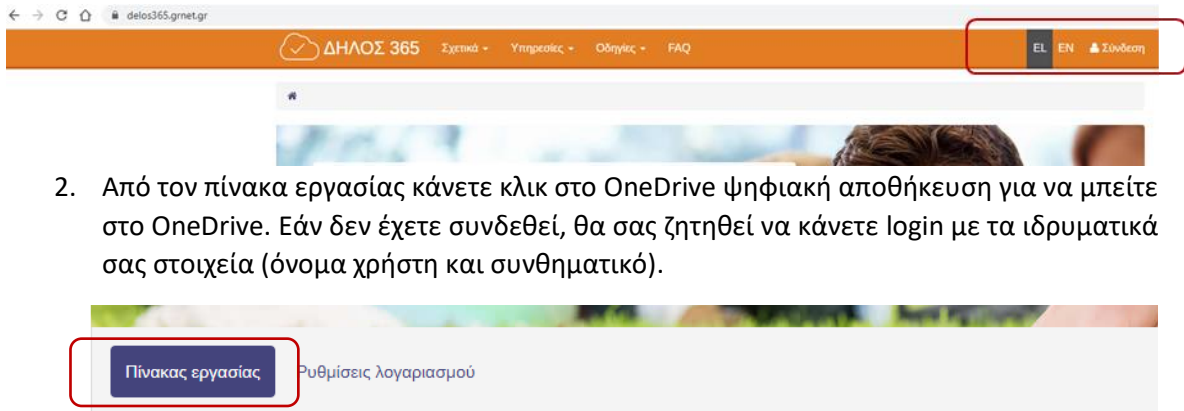 delos365.grnet.gr
ΔΗΛΟΣ 365 Σχετικά Υπηρεσίες Οδηγίες FAQ EL EN Σύνδεση
2. Από τον πίνακα εργασίας κάνετε κλικ στο OneDrive ψηφιακή αποθήκευση για να μπείτε
στο OneDrive. Εάν δεν έχετε συνδεθεί, θα σας ζητηθεί να κάνετε login με τα ιδρυματικά
σας στοιχεία (όνομα χρήστη και συνθηματικό).
Πίνακας εργασίας Ρυθμίσεις λογαριασμού